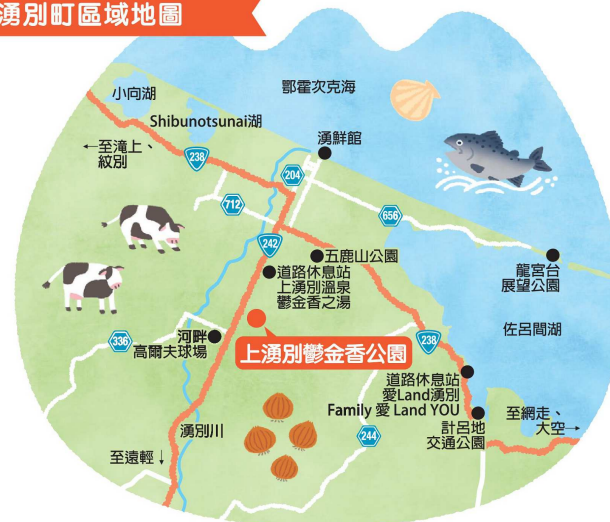 湧別町區域地圖
小向湖
鄂霍次克海
Shibunotsunai湖
湧鮮館
←至滝上、
紋別
238
204
712
656
242
五鹿山公園
道路休息站
上湧別溫泉
鬱金香之湯
龍宮台
展望公園
佐呂間湖
336
河畔
高爾夫球場
238
上湧別鬱金香公園
道路休息站
愛Land湧別
Family 愛 Land YOU
計呂地
交通公園
至網走、
大空→
湧別川
244
至遠輕↓